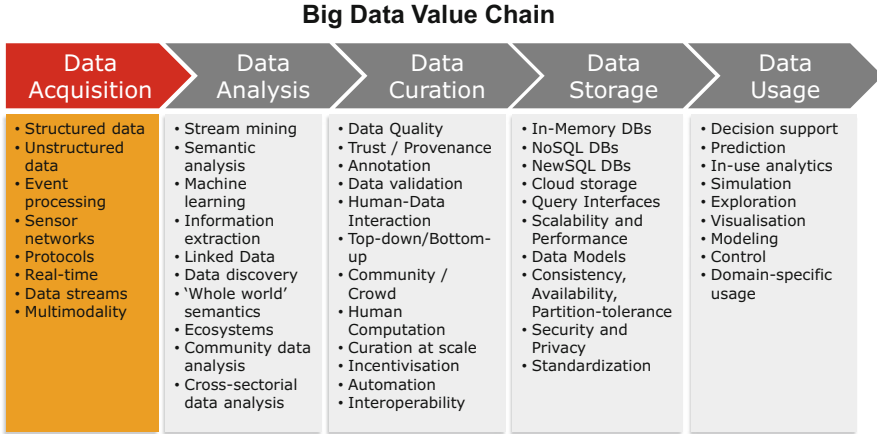 Big Data Value Chain
Data
Acquisition
• Structured data
• Unstructured
data
• Event
processing
• Sensor
networks
• Protocols
• Real-time
• Data streams
• Multimodality
Data
Analysis
• Stream mining
• Semantic
analysis
• Machine
learning
• Information
extraction
• Linked Data
• Data discovery
• ‘Whole world’
semantics
• Ecosystems
• Community data
analysis
• Cross-sectorial
data analysis
Data
Curation
• Data Quality
• Trust / Provenance
• Annotation
• Data validation
• Human-Data
Interaction
• Top-down/Bottom-
up
• Community /
Crowd
• Human
Computation
• Curation at scale
• Incentivisation
• Automation
• Interoperability
Data
Storage
• In-Memory DBs
• NoSQL DBs
• NewSQL DBs
• Cloud storage
• Query Interfaces
• Scalability and
Performance
• Data Models
• Consistency,
Availability,
Partition-tolerance
• Security and
Privacy
• Standardization
Data
Usage
• Decision support
• Prediction
• In-use analytics
• Simulation
• Exploration
• Visualisation
• Modeling
• Control
• Domain-specific
usage